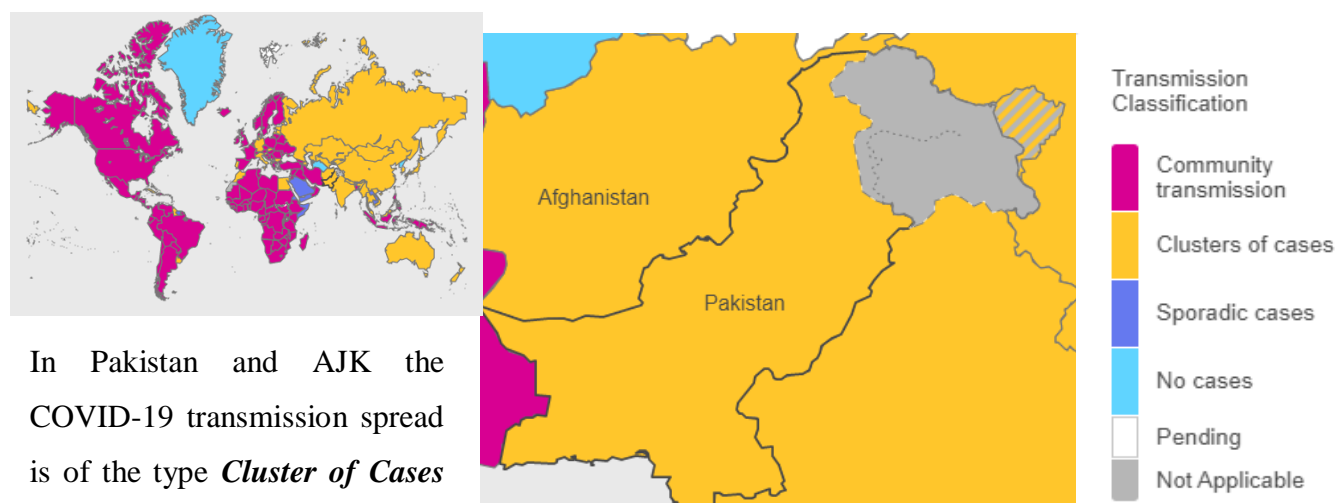 Afghanistan
Pakistan
Transmission
Classification
Community
transmission
Clusters of cases
Sporadic cases
No cases
Pending
Not Applicable
In Pakistan and AJK the
COVID-19 transmission spread
is of the type Cluster of Cases